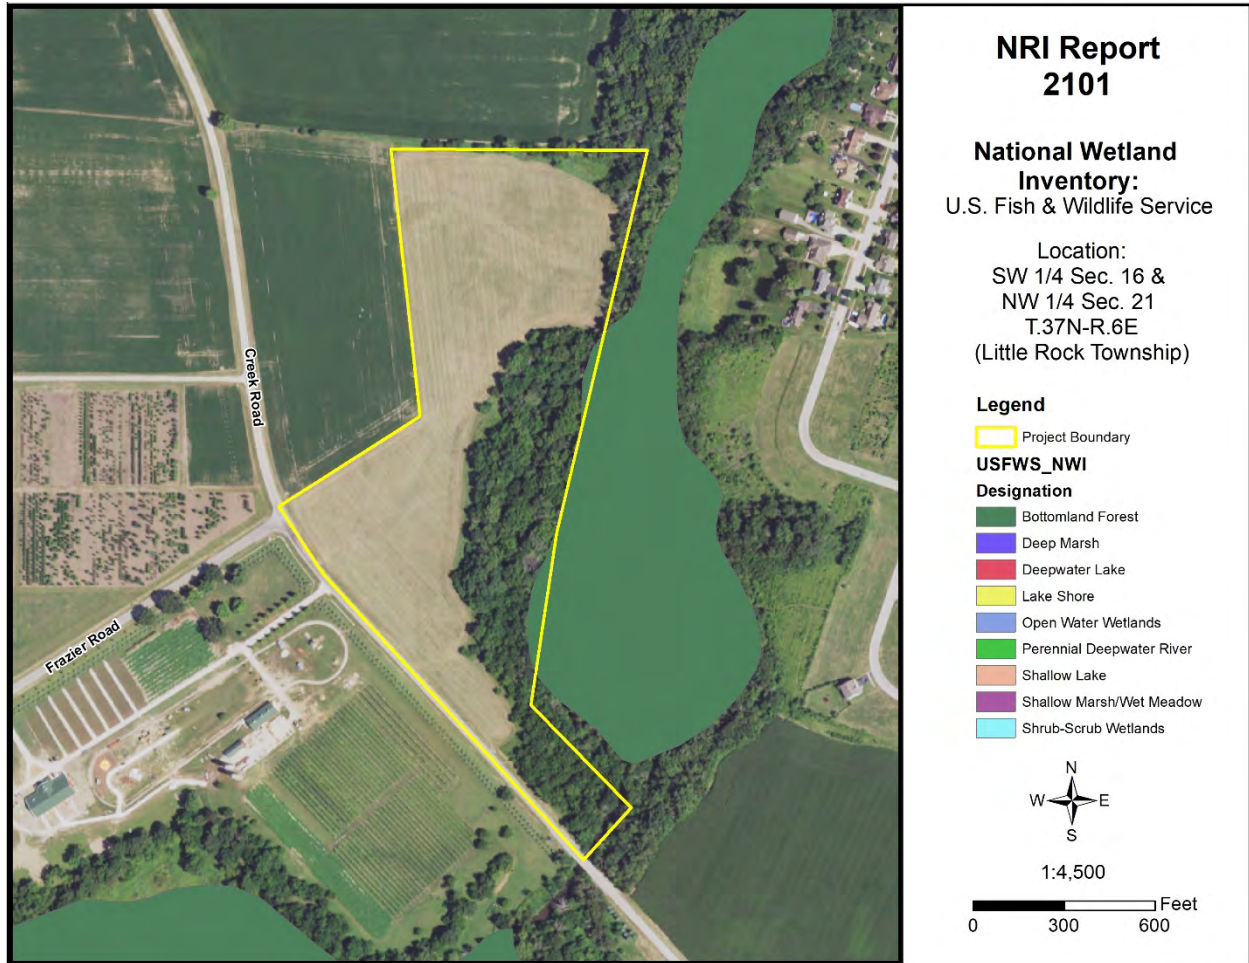 NRI Report
2101
National Wetland
Inventory:
U.S. Fish & Wildlife Service
Location:
SW 1/4 Sec. 16 &
NW 1/4 Sec. 21
T.37N-R.6E
(Little Rock Township)
Legend
Project Boundary
USFWS_NWI
Designation
Bottomland Forest
Deep Marsh
Deepwater Lake
Lake Shore
Open Water Wetlands
Perennial Deepwater River
Shallow Lake
Shallow Marsh/Wet Meadow
Shrub-Scrub Wetlands
N
W E
S
1:4,500
Feet
0 300 600
Creek Road
Frazier Road